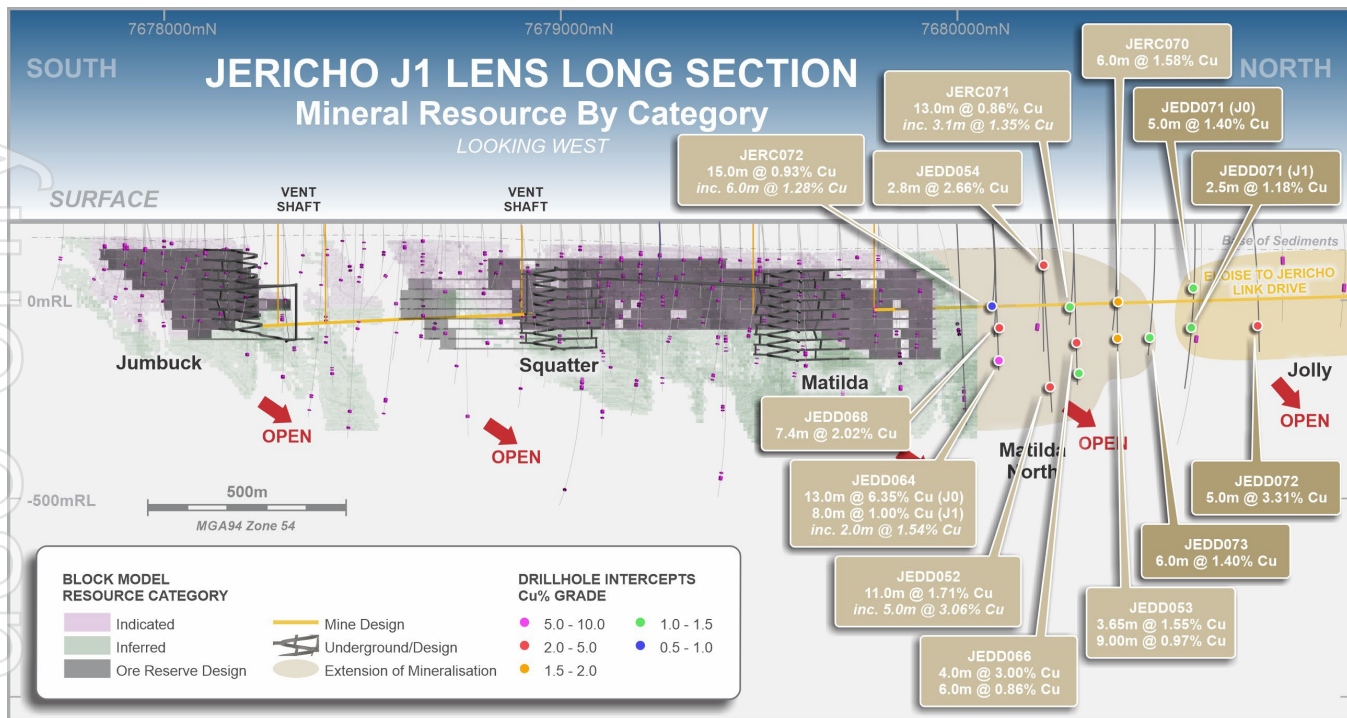 7678000mN
7679000mN
7680000mN
SOUTH
NORTH
JERICHO J1 LENS LONG SECTION
Mineral Resource By Category
LOOKING WEST
SURFACE
VENT
SHAFT
VENT
SHAFT
JERC070
6.0m @ 1.58% Cu
JERC071
13.0m @ 0.86% Cu
inc. 3.1m @ 1.35% Cu
JEDD071 (J0)
5.0m @ 1.40% Cu
JERC072
15.0m @ 0.93% Cu
inc. 6.0m @ 1.28% Cu
JEDD054
2.8m @ 2.66% Cu
JEDD071 (J1)
2.5m @ 1.18% Cu
Base of Sediments
ELOISE TO JERICHO
LINK DRIVE
0mRL
Jumbuck
Squatter
Matilda
Jolly
OPEN
OPEN
OPEN
OPEN
Matilda
North
JEDD068
7.4m @ 2.02% Cu
JEDD064
13.0m @ 6.35% Cu (J0)
8.0m @ 1.00% Cu (J1)
inc. 2.0m @ 1.54% Cu
JEDD072
5.0m @ 3.31% Cu
-500mRL
500m
MGA94 Zone 54
JEDD073
6.0m @ 1.40% Cu
JEDD052
11.0m @ 1.71% Cu
inc. 5.0m @ 3.06% Cu
JEDD053
3.65m @ 1.55% Cu
9.00m @ 0.97% Cu
JEDD066
4.0m @ 3.00% Cu
6.0m @ 0.86% Cu
BLOCK MODEL
RESOURCE CATEGORY
Indicated
Inferred
Ore Reserve Design
Mine Design
Underground/Design
Extension of Mineralisation
DRILLHOLE INTERCEPTS
Cu% GRADE
5.0 - 10.0
2.0 - 5.0
1.5 - 2.0
1.0 - 1.5
0.5 - 1.0